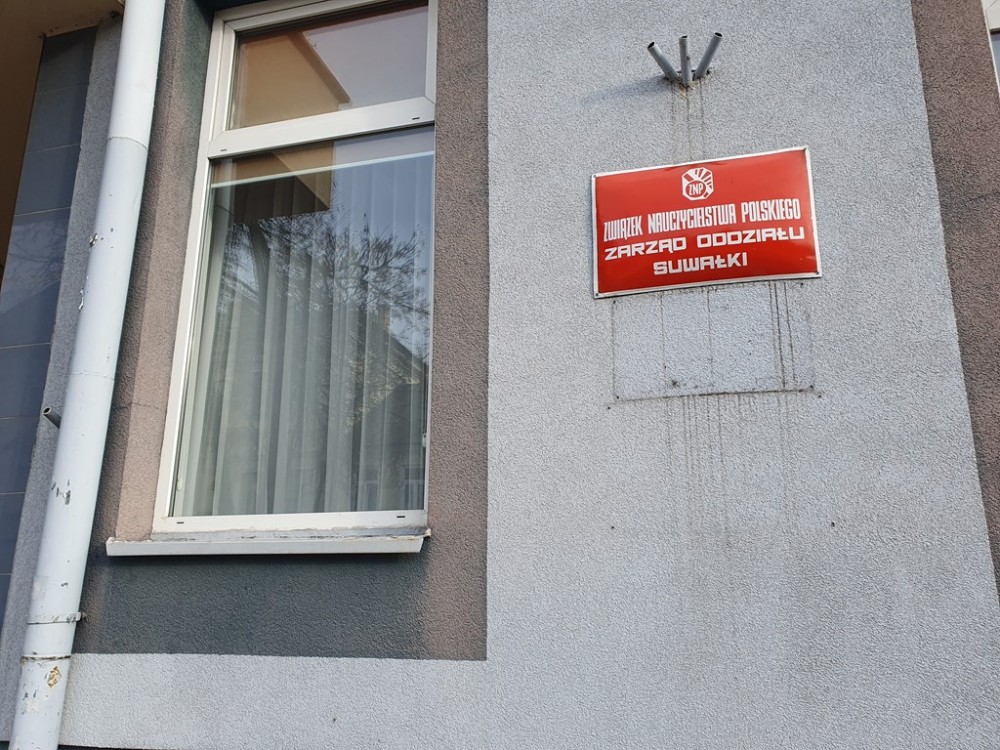 ZNP
ZWIĄZEK NAUCZYCIELSTWA POLSKIEGO
ZARZĄD ODDZIAŁU
SUWAŁKI